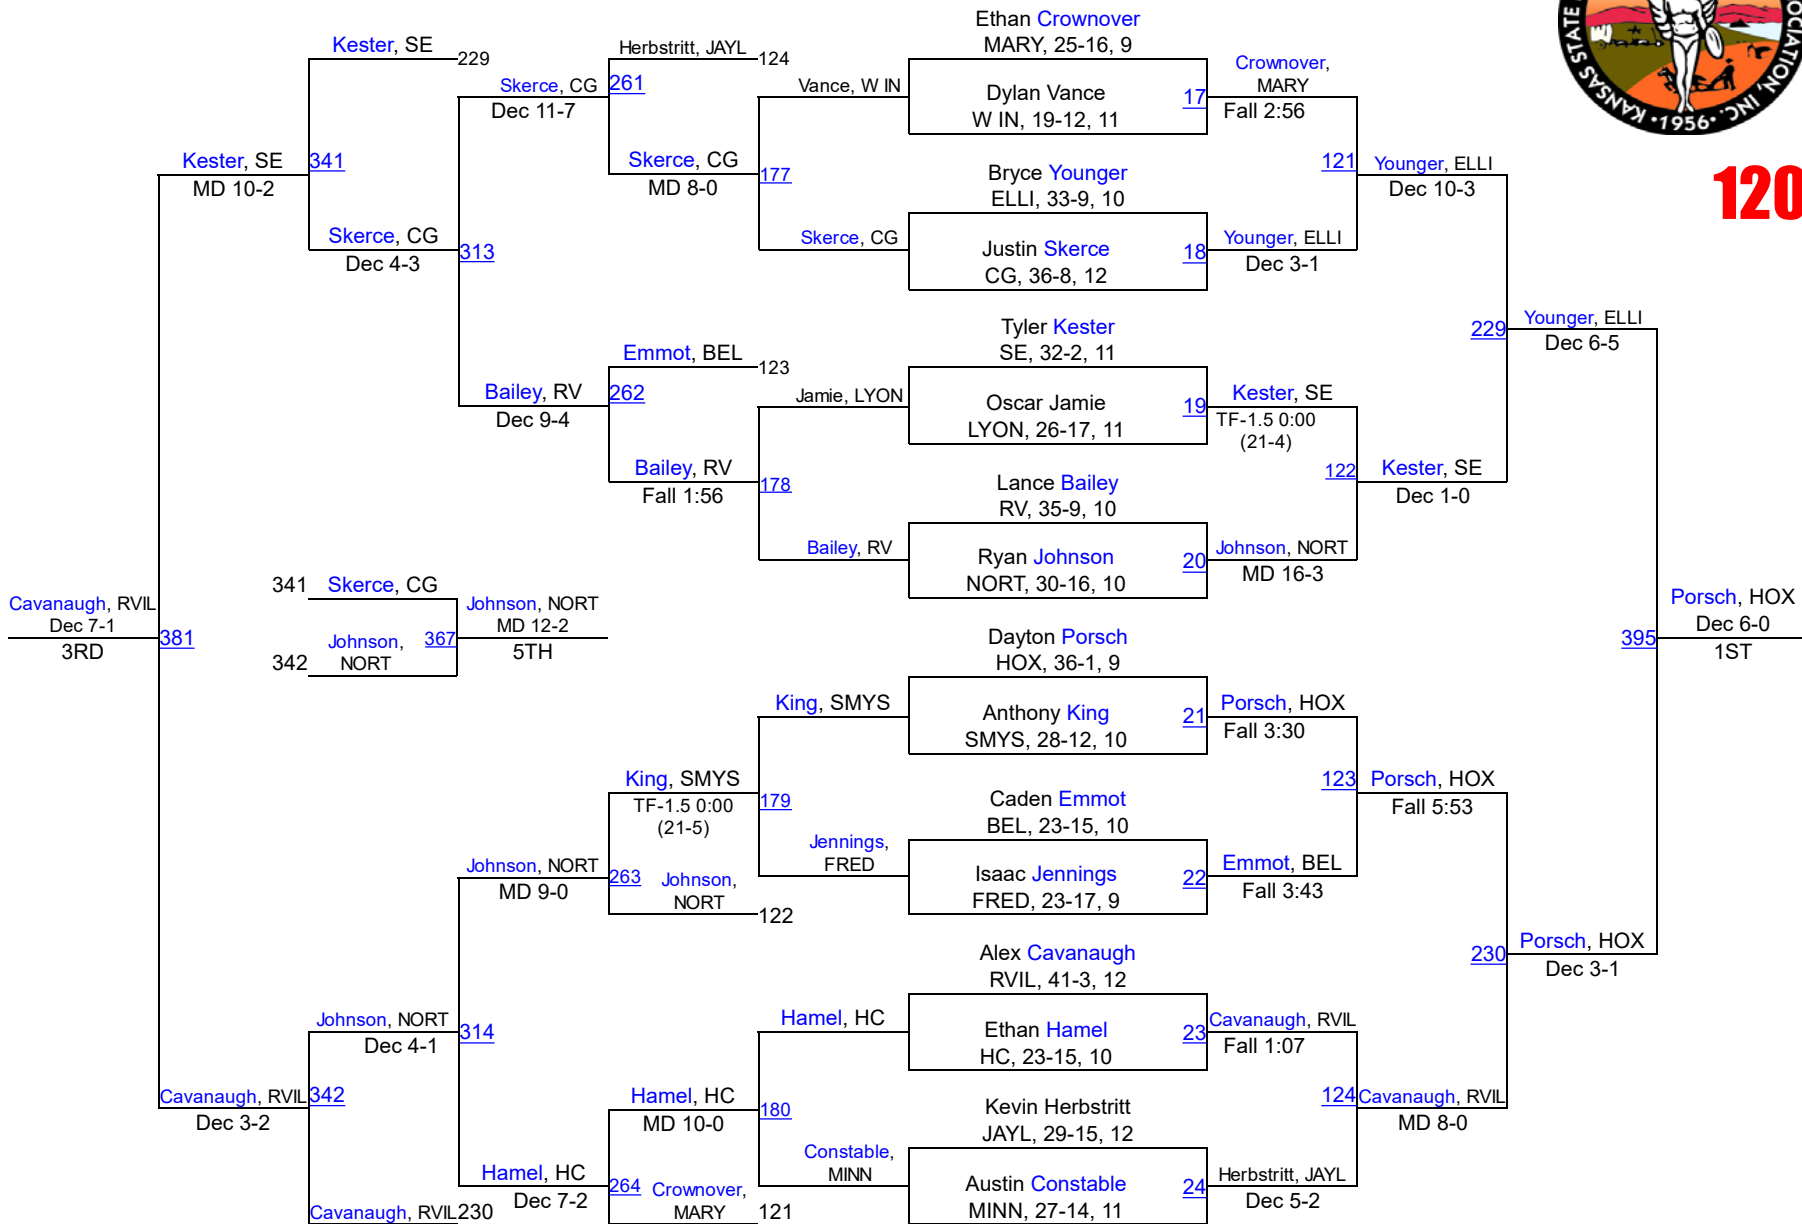 Ethan Crownover
MARY, 25-16, 9
Dylan Vance
W IN, 19-12, 11
17
Bryce Younger
ELLI, 33-9, 10
Justin Skerce
CG, 36-8, 12
18
Tyler Kester
SE, 32-2, 11
Oscar Jamie
LYON, 26-17, 11
19
Lance Bailey
RV, 35-9, 10
Ryan Johnson
NORT, 30-16, 10
20
Dayton Porsch
HOX, 36-1, 9
Anthony King
SMYS, 28-12, 10
21
Caden Emmot
BEL, 23-15, 10
Isaac Jennings
FRED, 23-17, 9
22
Alex Cavanaugh
RVIL, 41-3, 12
Ethan Hamel
HC, 23-15, 10
23
Kevin Herbstritt
JAYL, 29-15, 12
Austin Constable
MINN, 27-14, 11
24
Crownover,
MARY
Fall 2:56
121
Younger, ELLI
Dec 3-1
Kester, SE
TF-1.5 0:00
(21-4)
122
Johnson, NORT
MD 16-3
Porsch, HOX
Fall 3:30
123
Emmot, BEL
Fall 3:43
Cavanaugh, RVIL
Fall 1:07
124
Herbstritt, JAYL
Dec 5-2
Younger, ELLI
Dec 10-3
229
Kester, SE
Dec 1-0
Porsch, HOX
Fall 5:53
230
Cavanaugh, RVIL
MD 8-0
Younger, ELLI
Dec 6-5
395
Porsch, HOX
Dec 3-1
Porsch, HOX
Dec 6-0
1ST
KANSAS STATE
OCIATION, INC.
•1956•
120
Vance, W IN
177
Skerce, CG
Jamie, LYON
178
Bailey, RV
King, SMYS
179
Jennings,
FRED
Hamel, HC
180
Constable,
MINN
Herbstritt, JAYL
124
261
Skerce, CG
MD 8-0
Emmot, BEL
123
262
Bailey, RV
Fall 1:56
King, SMYS
TF-1.5 0:00
(21-5)
263
Johnson,
NORT
122
Hamel, HC
MD 10-0
264
Crownover,
MARY
121
Skerce, CG
Dec 11-7
313
Bailey, RV
Dec 9-4
Johnson, NORT
MD 9-0
314
Hamel, HC
Dec 7-2
Kester, SE
229
341
Skerce, CG
Dec 4-3
Johnson, NORT
Dec 4-1
342
Cavanaugh, RVIL
230
Kester, SE
MD 10-2
381
Cavanaugh, RVIL
Dec 3-2
Cavanaugh, RVIL
Dec 7-1
3RD
341
Skerce, CG
342
Johnson,
NORT
367
Johnson, NORT
MD 12-2
5TH